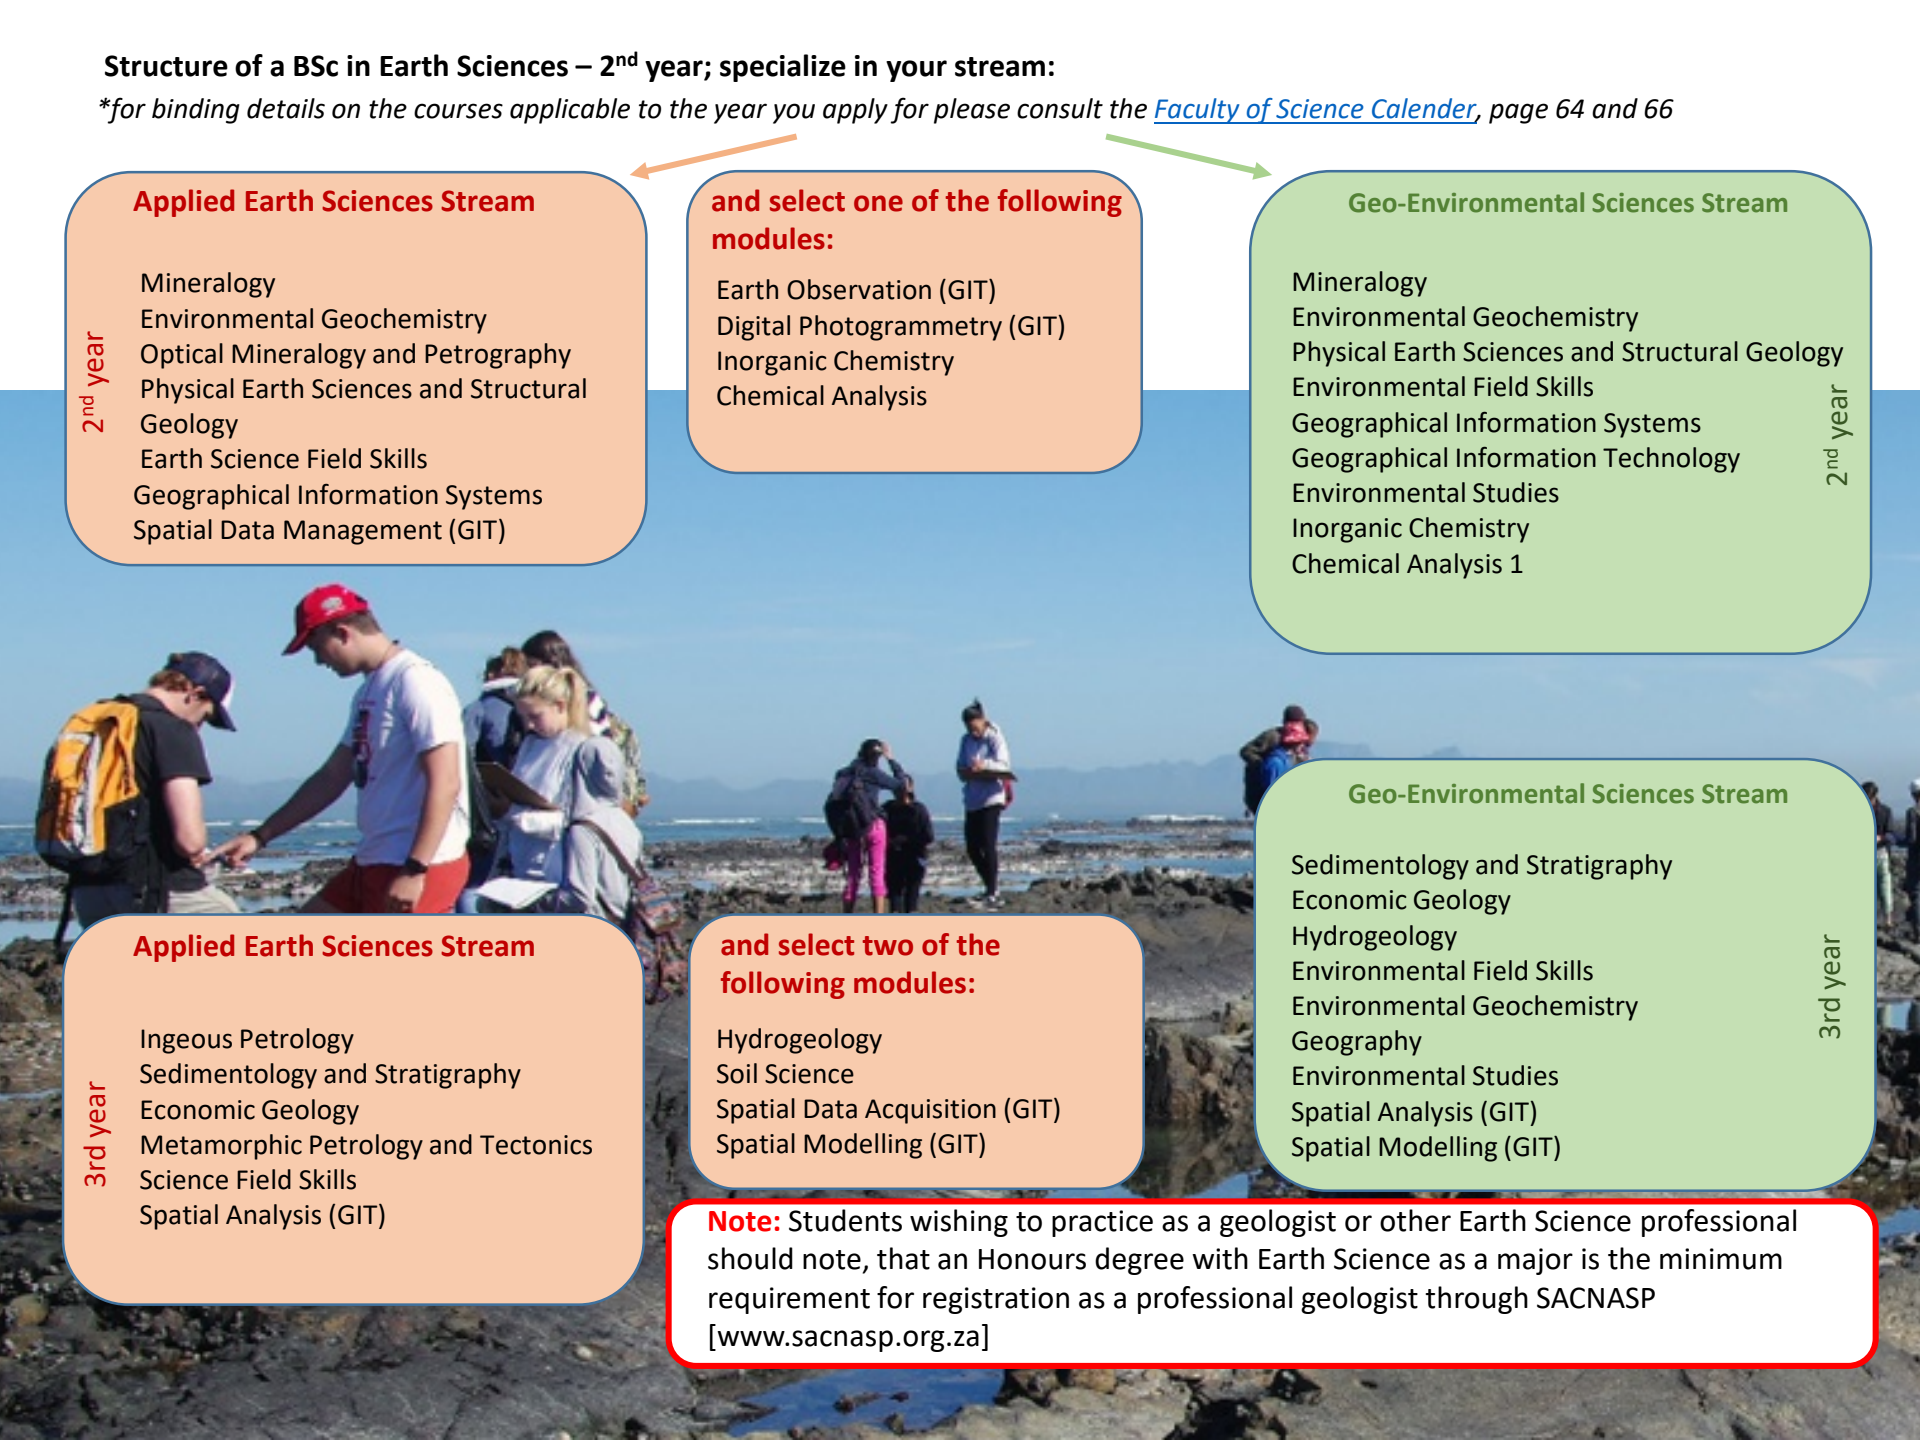 Structure of a BSc in Earth Sciences – 2nd year; specialize in your stream:
*for binding details on the courses applicable to the year you apply for please consult the Faculty of Science Calender, page 64 and 66
Applied Earth Sciences Stream
2nd year
Mineralogy
Environmental Geochemistry
Optical Mineralogy and Petrography
Physical Earth Sciences and Structural
Geology
Earth Science Field Skills
Geographical Information Systems
Spatial Data Management (GIT)
and select one of the following
modules:
Earth Observation (GIT)
Digital Photogrammetry (GIT)
Inorganic Chemistry
Chemical Analysis
Geo-Environmental Sciences Stream
Mineralogy
Environmental Geochemistry
Physical Earth Sciences and Structural Geology
Environmental Field Skills
Geographical Information Systems
Geographical Information Technology
Environmental Studies
Inorganic Chemistry
Chemical Analysis 1
2nd year
Applied Earth Sciences Stream
3rd year
Ingeous Petrology
Sedimentology and Stratigraphy
Economic Geology
Metamorphic Petrology and Tectonics
Science Field Skills
Spatial Analysis (GIT)
and select two of the
following modules:
Hydrogeology
Soil Science
Spatial Data Acquisition (GIT)
Spatial Modelling (GIT)
Geo-Environmental Sciences Stream
Sedimentology and Stratigraphy
Economic Geology
Hydrogeology
Environmental Field Skills
Environmental Geochemistry
Geography
Environmental Studies
Spatial Analysis (GIT)
Spatial Modelling (GIT)
3rd year
Note: Students wishing to practice as a geologist or other Earth Science professional
should note, that an Honours degree with Earth Science as a major is the minimum
requirement for registration as a professional geologist through SACNASP
[www.sacnasp.org.za]